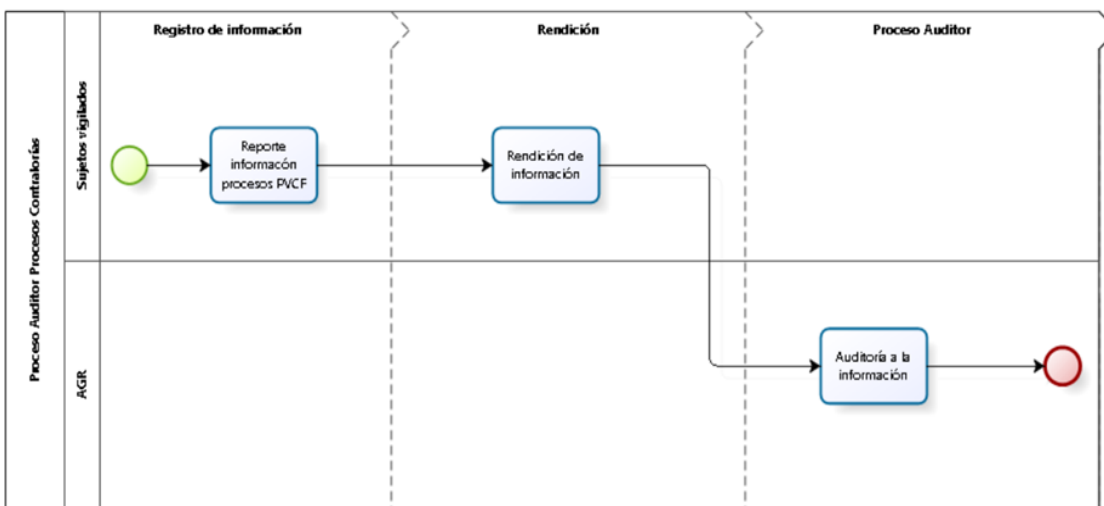 Registro de información
Rendición
Proceso Auditor
Proceso Auditor Procesos Contralorías
Sujetos vigilados
Reporte
informacón
procesos PVCF
Rendición de
información
AGR
Auditoría a la
información